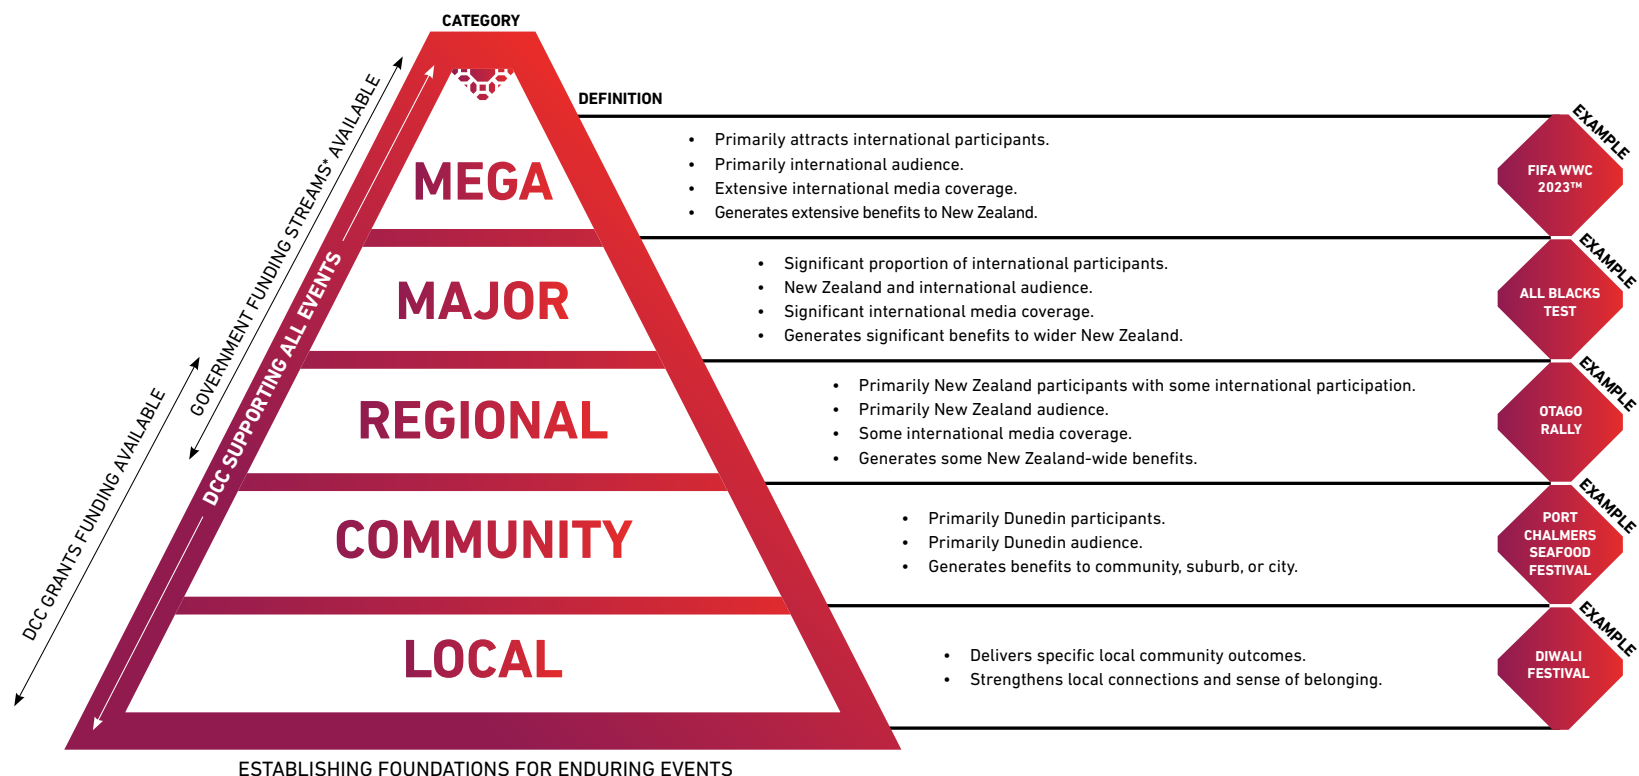 CATEGORY
DEFINITION
GOVERNMENT FUNDING STREAMS* AVAILABLE
DCC GRANTS FUNDING AVAILABLE
DCC SUPPORTING ALL EVENTS
MEGA
• Primarily attracts international participants.
• Primarily international audience.
• Extensive international media coverage.
• Generates extensive benefits to New Zealand.
EXAMPLE
FIFA WWC
2023™
MAJOR
• Significant proportion of international participants.
• New Zealand and international audience.
• Significant international media coverage.
• Generates significant benefits to wider New Zealand.
EXAMPLE
ALL BLACKS
TEST
REGIONAL
• Primarily New Zealand participants with some international participation.
• Primarily New Zealand audience.
• Some international media coverage.
• Generates some New Zealand-wide benefits.
EXAMPLE
OTAGO
RALLY
COMMUNITY
• Primarily Dunedin participants.
• Primarily Dunedin audience.
• Generates benefits to community, suburb, or city.
EXAMPLE
PORT
CHALMERS
SEAFOOD
FESTIVAL
LOCAL
• Delivers specific local community outcomes.
• Strengthens local connections and sense of belonging.
EXAMPLE
DIWALI
FESTIVAL
ESTABLISHING FOUNDATIONS FOR ENDURING EVENTS